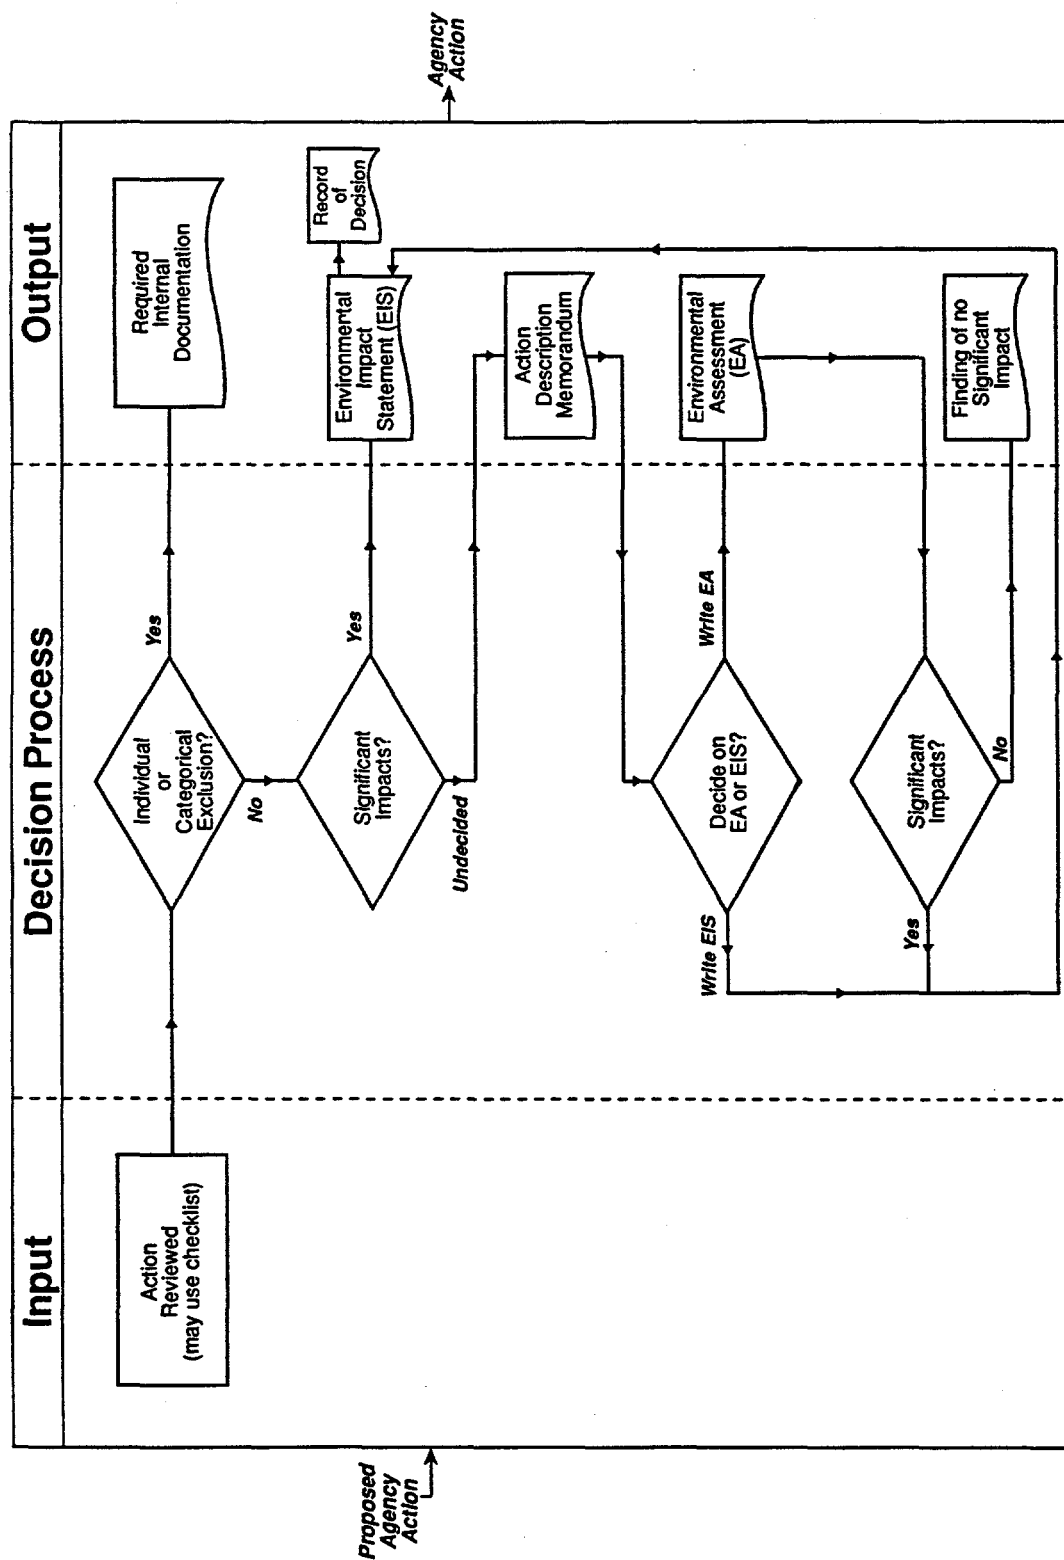 Input
Decision Process
Output
Proposed
Agency
Action
Action
Reviewed
(may use checklist)
Individual
or
Categorical
Exclusion?
Yes
Required
Internal
Documentation
No
Significant
Impacts?
Yes
Environmental
Impact
Statement (EIS)
Record
of
Decision
Agency
Action
Undecided
Action
Description
Memorandum
Decide on
EA or EIS?
Write EA
Environmental
Assessment
(EA)
Write EIS
Significant
Impacts?
Yes
No
Finding of no
Significant
Impact